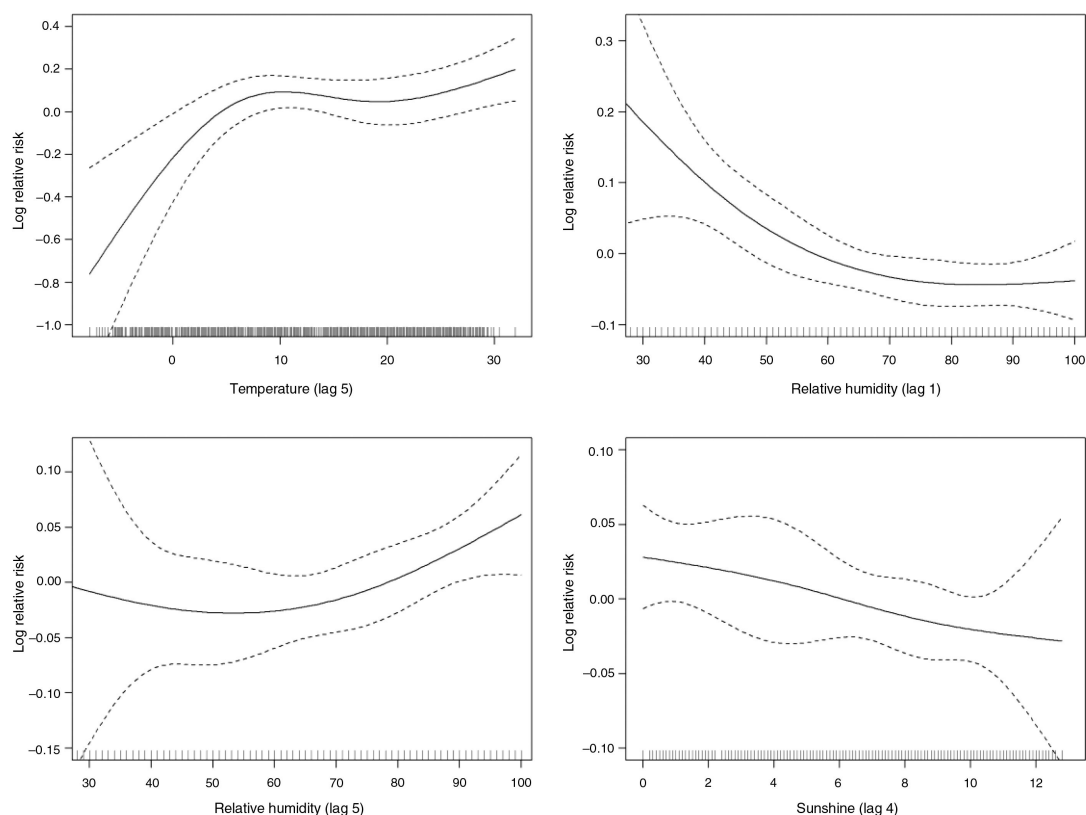 0.4
0.2
0.0
−0.2
−0.4
−0.6
−0.8
−1.0
Log relative risk
0 10 20 30
Temperature (lag 5)
0.3
0.2
0.1
0.0
−0.1
Log relative risk
30 40 50 60 70 80 90 100
Relative humidity (lag 1)
0.10
0.05
0.00
−0.05
−0.10
−0.15
Log relative risk
30 40 50 60 70 80 90 100
Relative humidity (lag 5)
0.10
0.05
0.00
−0.05
−0.10
Log relative risk
0 2 4 6 8 10 12
Sunshine (lag 4)